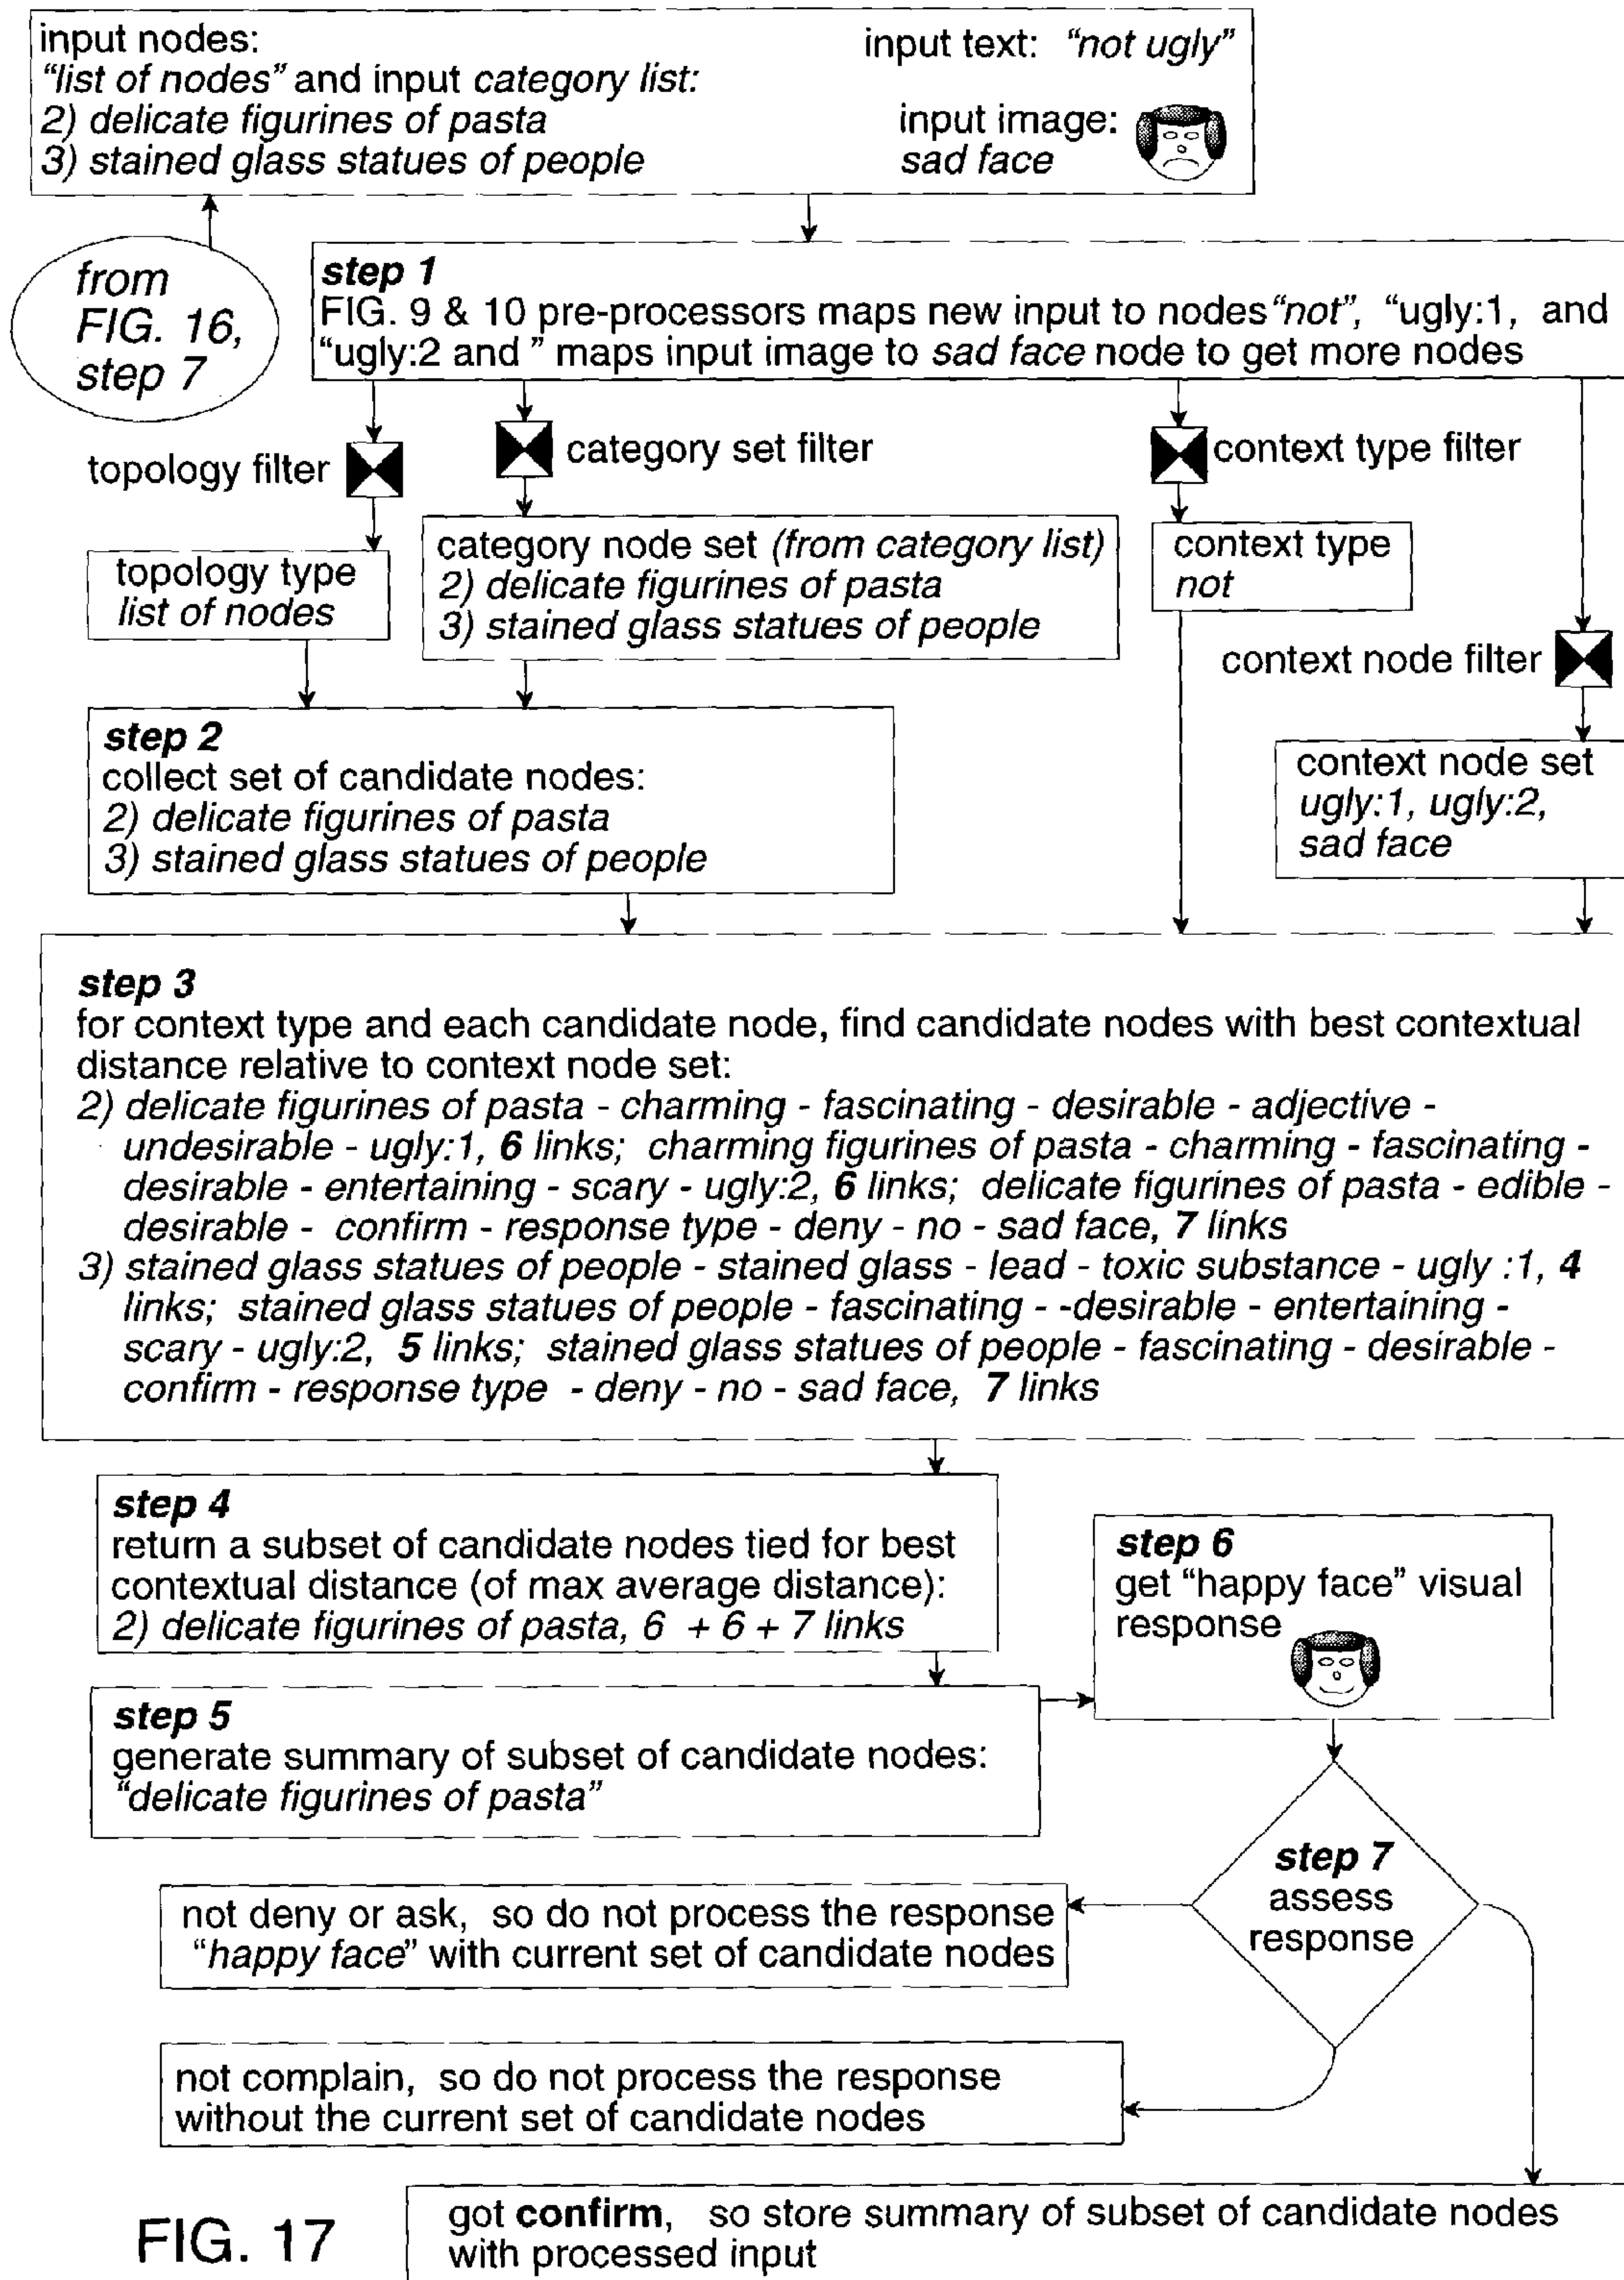 input nodes:
“list of nodes” and input category list:
2) delicate figurines of pasta
3) stained glass statues of people
input text: “not ugly”
input image:
sad face
from
FIG. 16,
step 7
step 1
FIG. 9 & 10 pre-processors maps new input to nodes “not”, “ugly:1, and
“ugly:2 and ” maps input image to sad face node to get more nodes
topology filter
category set filter
context type filter
topology type
list of nodes
category node set (from category list)
2) delicate figurines of pasta
3) stained glass statues of people
context type
not
context node filter
step 2
collect set of candidate nodes:
2) delicate figurines of pasta
3) stained glass statues of people
context node set
ugly:1, ugly:2,
sad face
step 3
for context type and each candidate node, find candidate nodes with best contextual
distance relative to context node set:
2) delicate figurines of pasta - charming - fascinating - desirable - adjective -
undesirable - ugly:1, 6 links; charming figurines of pasta - charming - fascinating -
desirable - entertaining - scary - ugly:2, 6 links; delicate figurines of pasta - edible -
desirable - confirm - response type - deny - no - sad face, 7 links
3) stained glass statues of people - stained glass - lead - toxic substance - ugly :1, 4
links; stained glass statues of people - fascinating - -desirable - entertaining -
scary - ugly:2, 5 links; stained glass statues of people - fascinating - desirable -
confirm - response type - deny - no - sad face, 7 links
step 4
return a subset of candidate nodes tied for best
contextual distance (of max average distance):
2) delicate figurines of pasta, 6 + 6 + 7 links
step 6
get “happy face” visual
response
step 5
generate summary of subset of candidate nodes:
“delicate figurines of pasta”
step 7
assess
response
not deny or ask, so do not process the response
“happy face” with current set of candidate nodes
not complain, so do not process the response
without the current set of candidate nodes
FIG. 17
got confirm, so store summary of subset of candidate nodes
with processed input